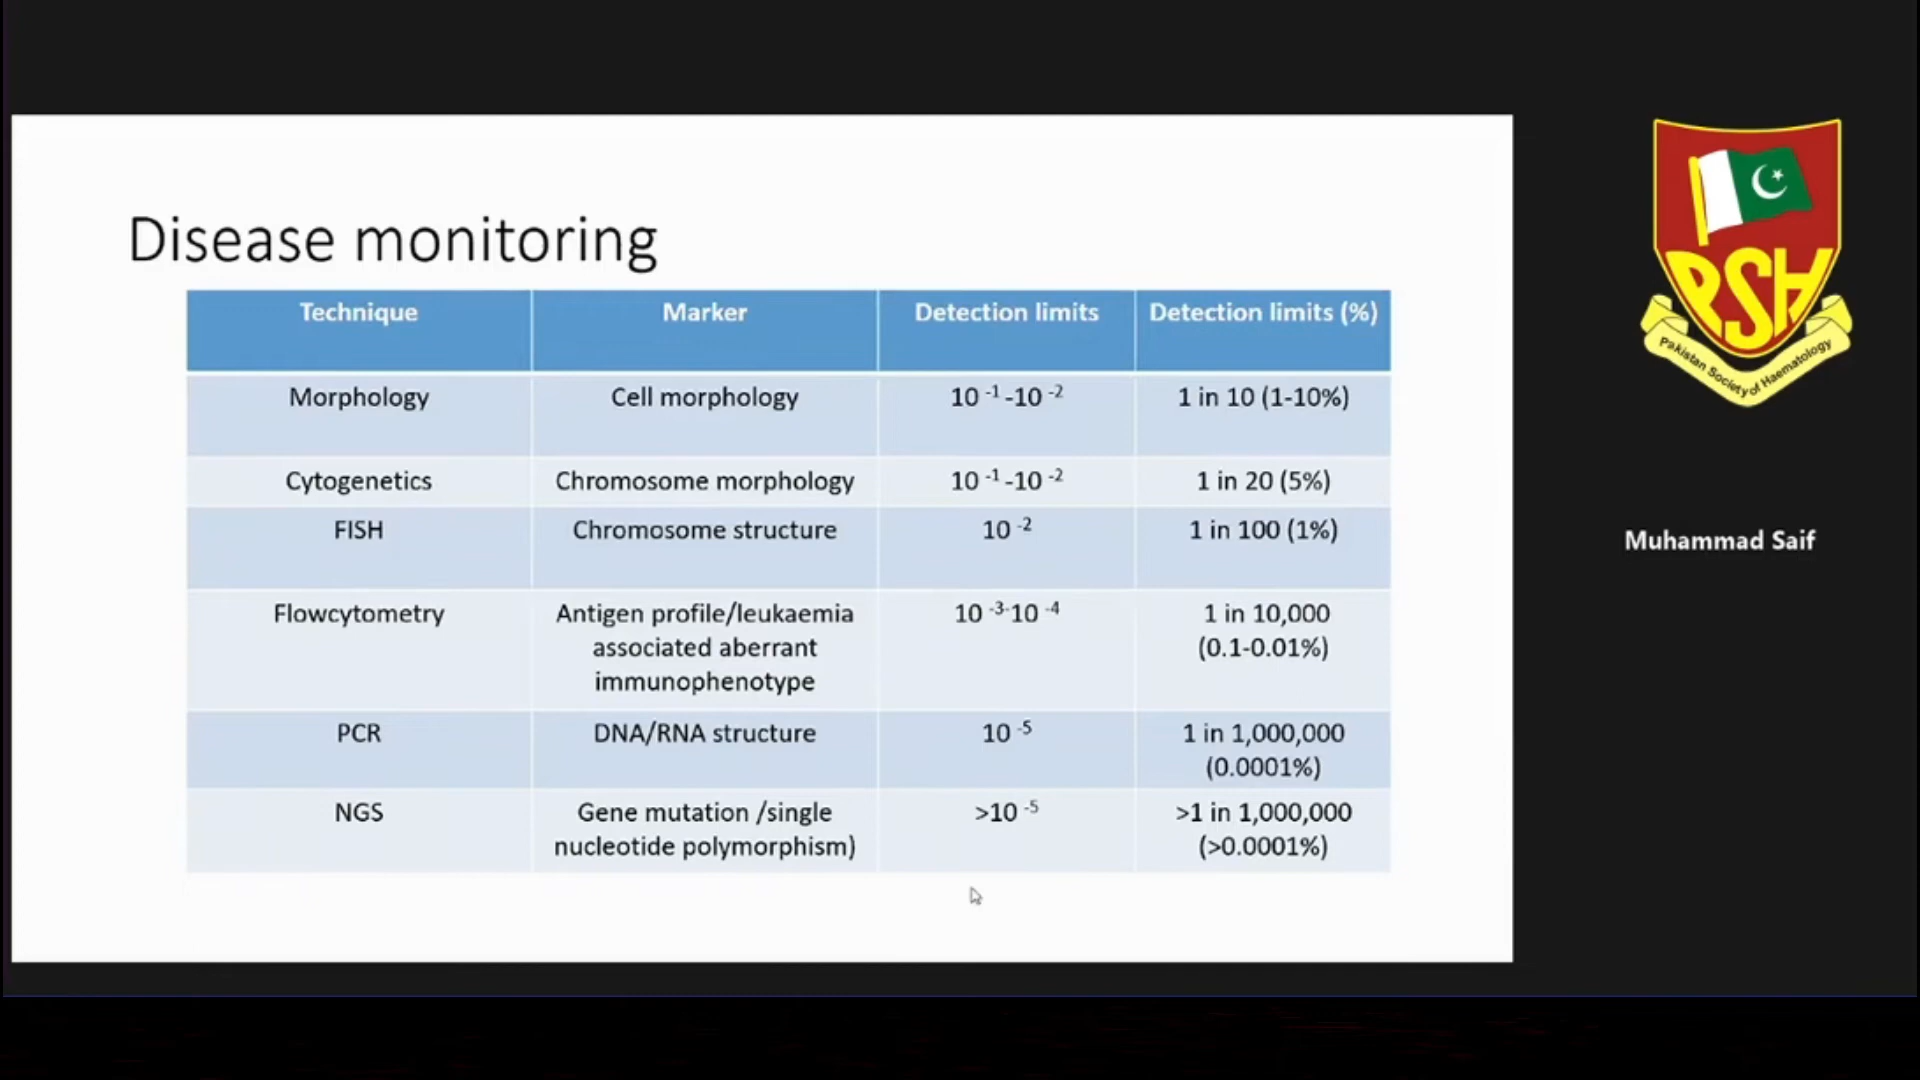 Disease monitoring
Technique Marker Detection limits Detection limits (%)
Morphology Cell morphology 10 -1 -10 -2 1 in 10 (1-10%)
Cytogenetics Chromosome morphology 10 -1 -10 -2 1 in 20 (5%)
FISH Chromosome structure 10 -2 1 in 100 (1%)
Flowcytometry Antigen profile/leukaemia 10 -3- 10 -4 1 in 10,000
associated aberrant (0.1-0.01%)
immunophenotype
PCR DNA/RNA structure 10 -5 1 in 1,000,000
(0.0001%)
NGS Gene mutation /single >10 -5 >1 in 1,000,000
nucleotide polymorphism) (>0.0001%)
PSH
Pakistan Society of Haematology
Muhammad Saif